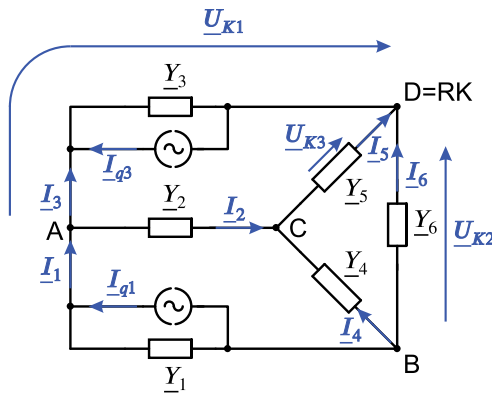 U_K1
Y_3
D=RK
I_q3
U_K3
I_5
Y_5
I_6
I_3
Y_2
I_2
A
C
Y_6
U_K2
I_1
I_q1
Y_4
I_4
B
Y_1